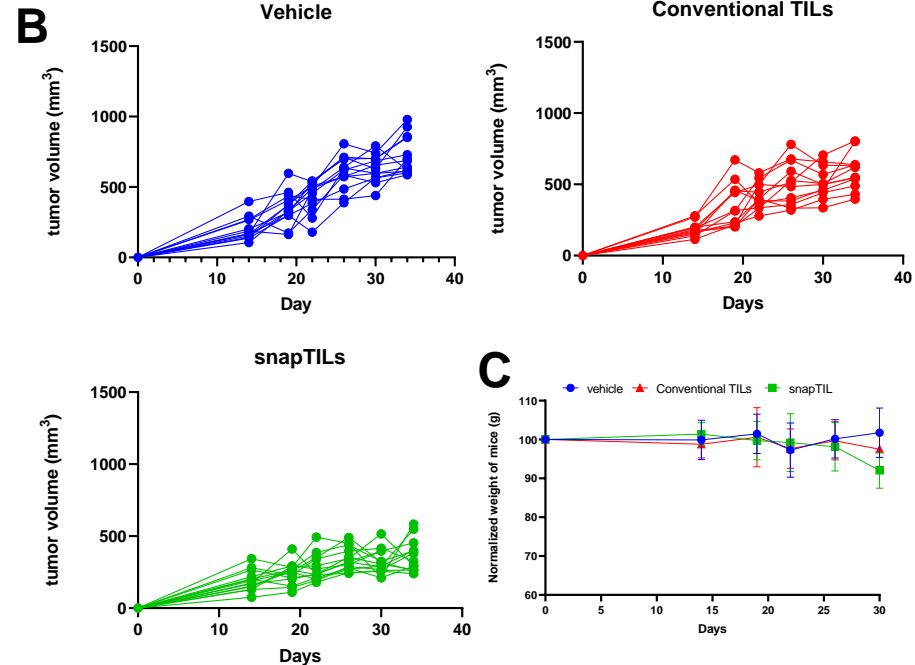 B
Vehicle
tumor volume (mm3)
1500
1000
500
0
0 10 20 30 40
Day
Conventional TILs
tumor volume (mm3)
1500
1000
500
0
0 10 20 30 40
Days
snapTILs
tumor volume (mm3)
1500
1000
500
0
0 10 20 30 40
Days
C
vehicle Conventional TILs snapTIL
Normalized weight of mice (g)
110
100
90
80
70
60
0 5 10 15 20 25 30
Days